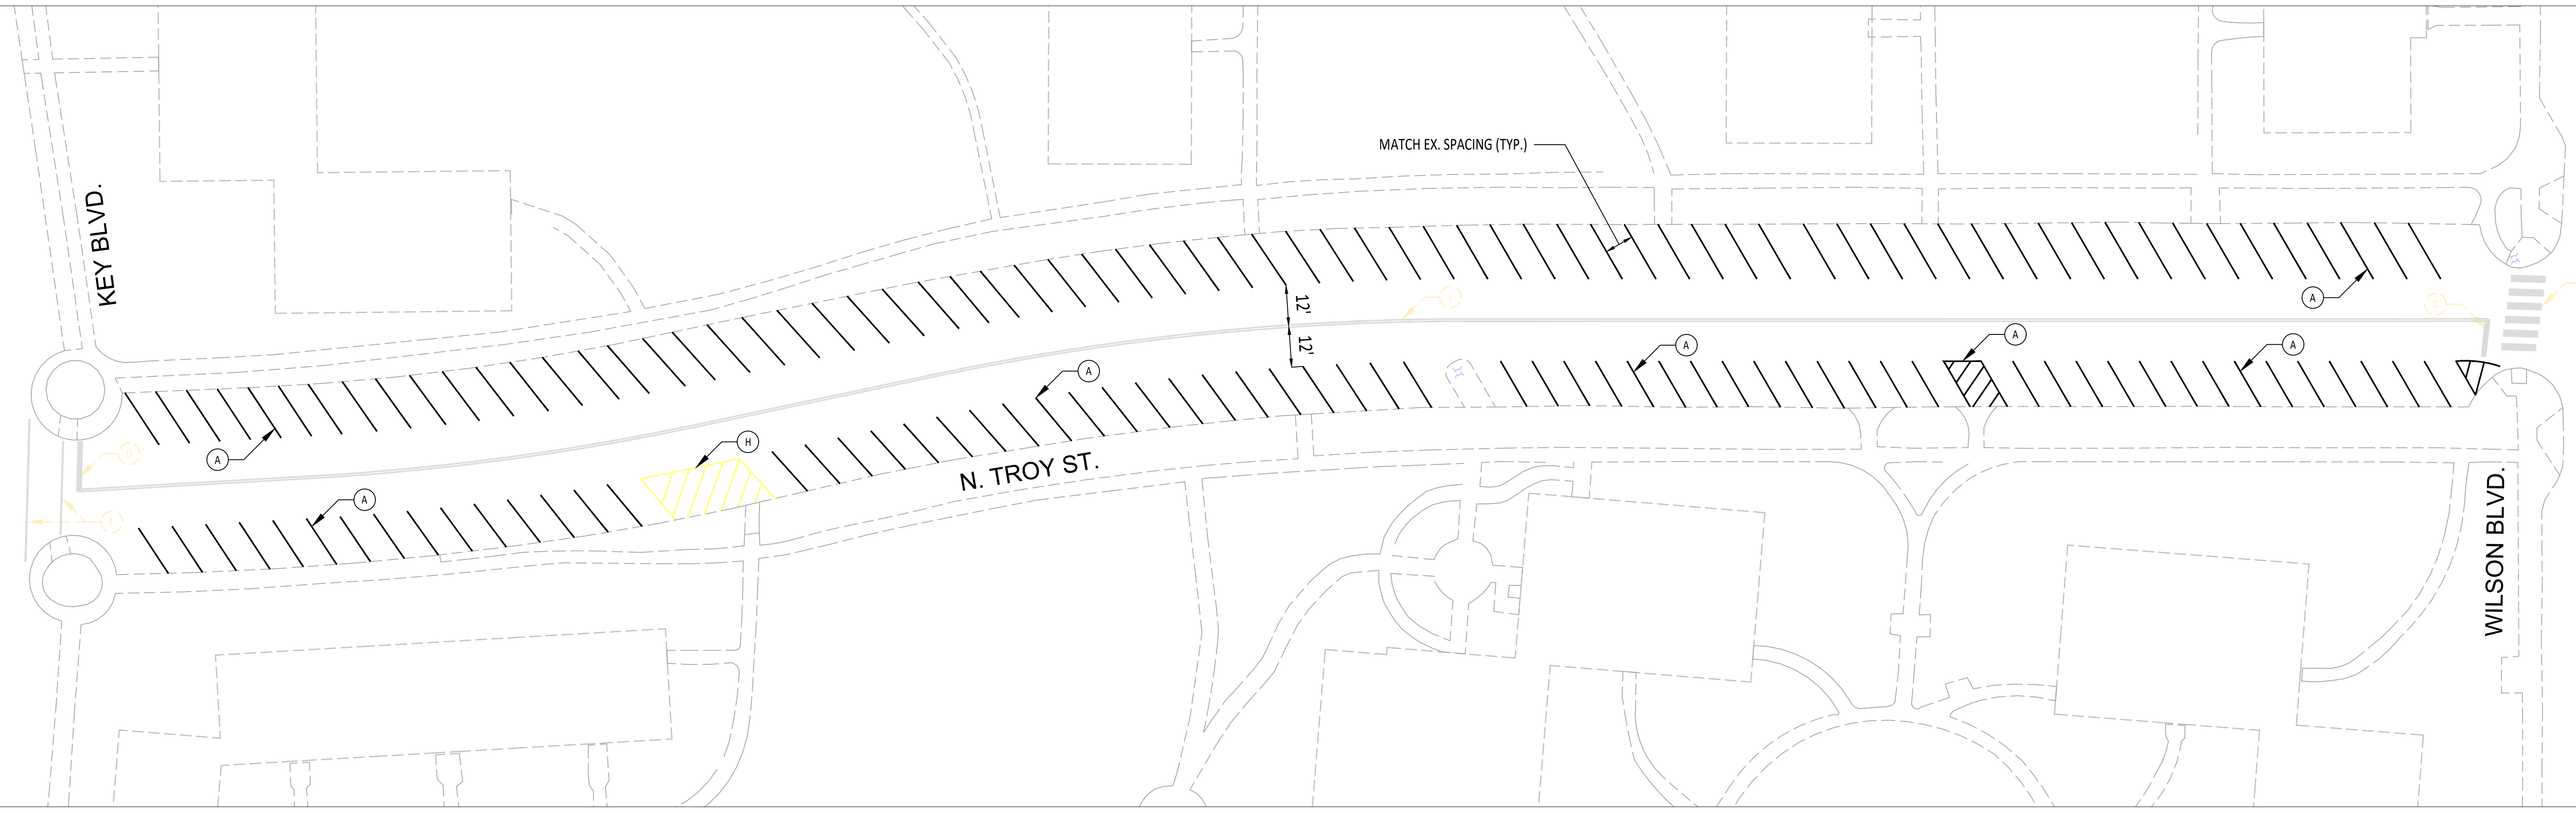 MATCH EX. SPACING (TYP.)
KEY BLVD.
12'
12'
A
A
A
A
A
A
A
H
D
D
N. TROY ST.
WILSON BLVD.